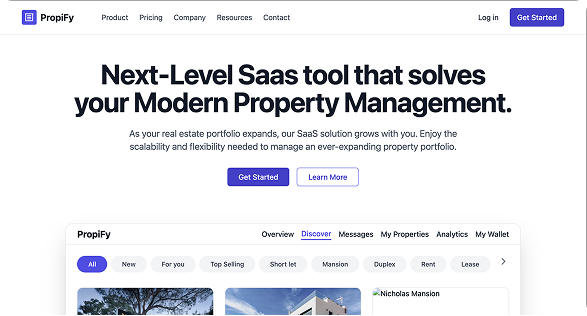 PropiFy Product Pricing Company Resources Contact Log in Get Started
Next-Level Saas tool that solves
your Modern Property Management.
As your real estate portfolio expands, our SaaS solution grows with you. Enjoy the
scalability and flexibility needed to manage an ever-expanding property portfolio.
Get Started Learn More
PropiFy Overview Discover Messages My Properties Analytics My Wallet
All New For you Top Selling Short let Mansion Duplex Rent Lease
Nicholas Mansion